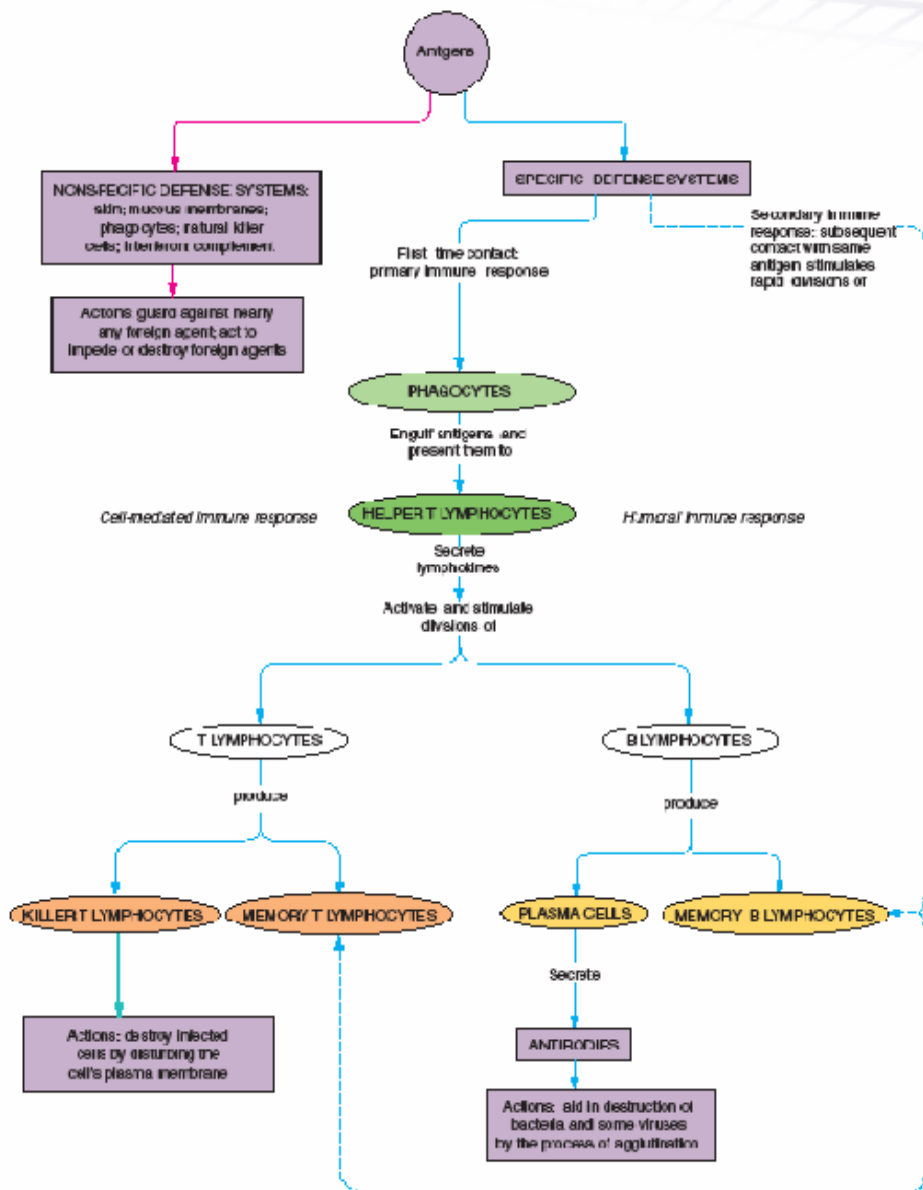 Antigens
NONSPECIFIC DEFENSE SYSTEMS:
skin; mucous membranes;
phagocytes; natural killer
cells; interferon; complement
SPECIFIC DEFENSE SYSTEMS
Secondary immune
response: subsequent
contact with same
antigen stimulates
rapid divisions of
First time contact:
primary immune response
Actions: guard against nearly
any foreign agent; act to
impede or destroy foreign agents
PHAGOCYTES
Engulf antigens and
present them to
Cell-mediated immune response
HELPER T LYMPHOCYTES
Humoral immune response
Secrete
lymphokines
Activate and stimulate
divisions of
T LYMPHOCYTES
B LYMPHOCYTES
produce
produce
KILLER T LYMPHOCYTES
MEMORY T LYMPHOCYTES
PLASMA CELLS
MEMORY B LYMPHOCYTES
Secrete
Actions: destroy infected
cells by disturbing the
cell's plasma membrane
ANTIBODIES
Actions: aid in destruction of
bacteria and some viruses
by the process of agglutination